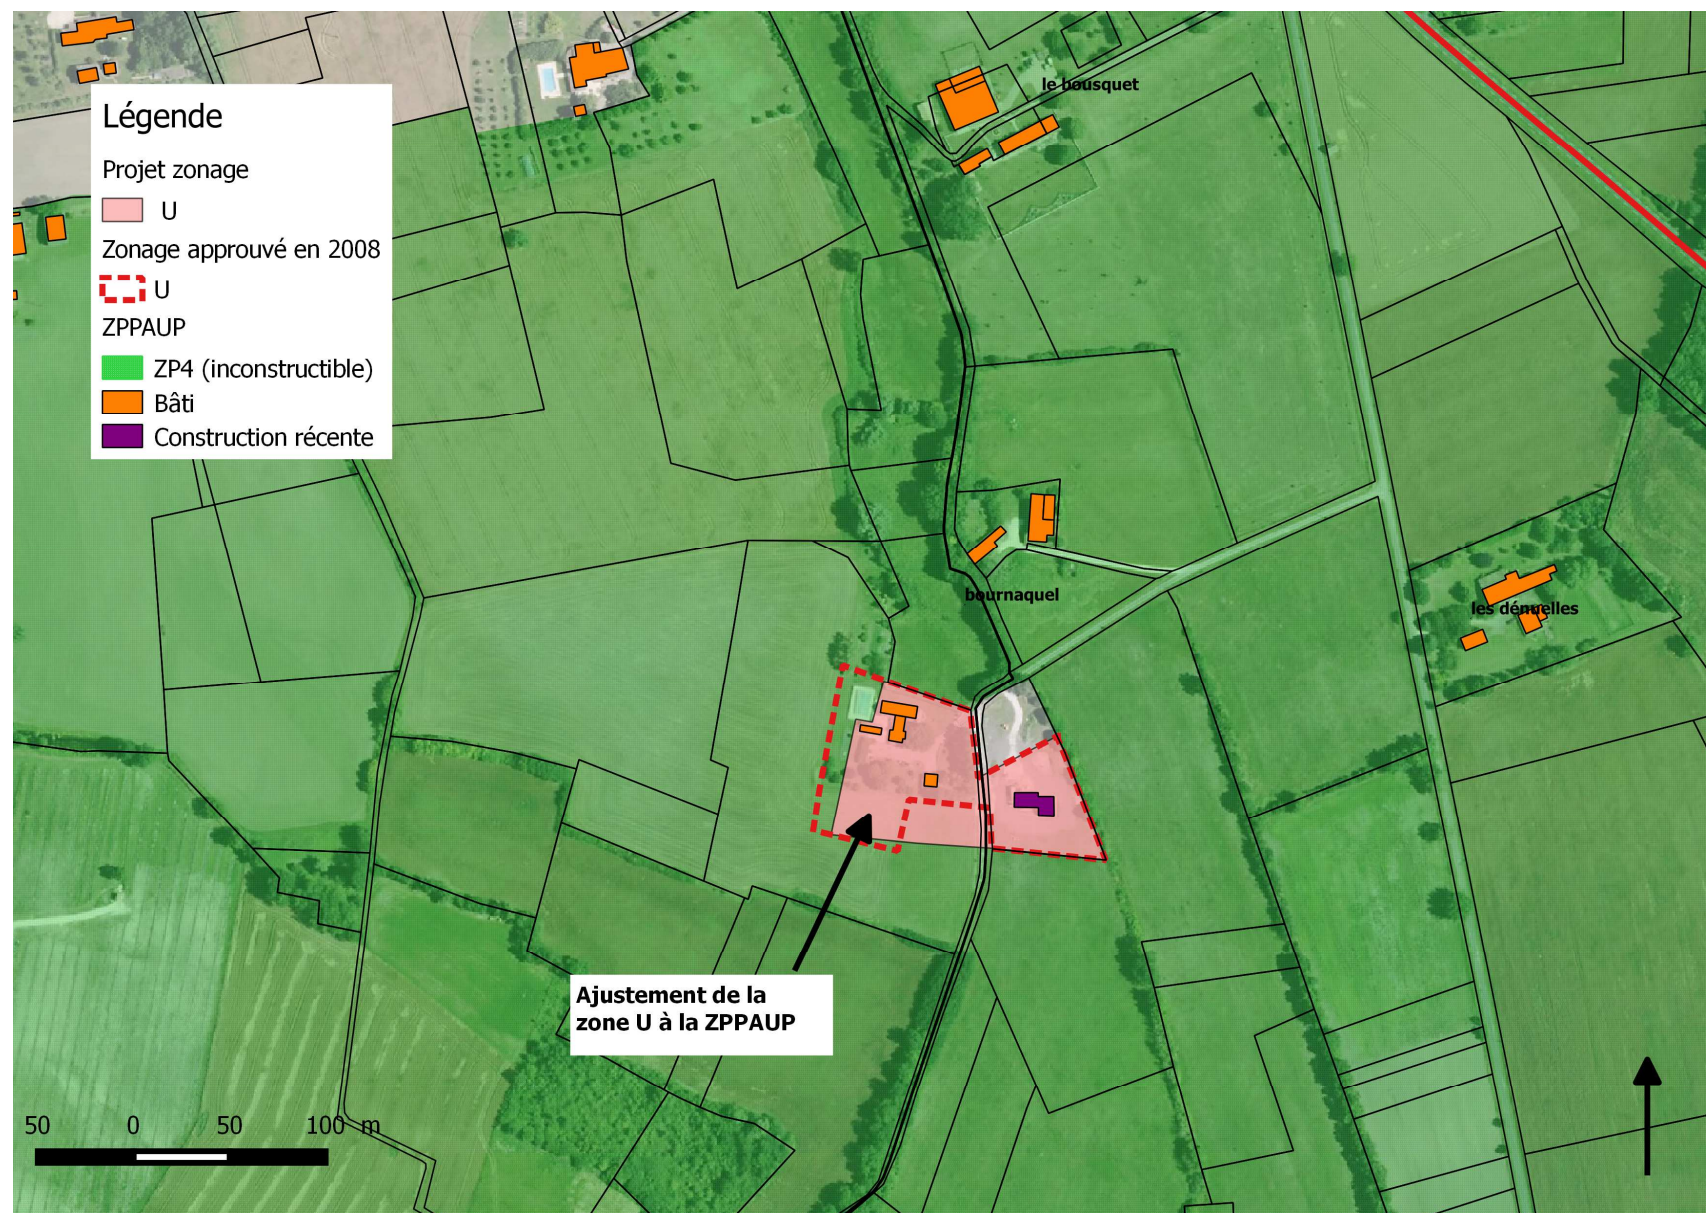 Légende
Projet zonage
U
Zonage approuvé en 2008
U
ZPPAUP
ZP4 (inconstructible)
Bâti
Construction récente
le bousquet
bournaquel
les dénuelles
Ajustement de la
zone U à la ZPPAUP
50 0 50 100 m